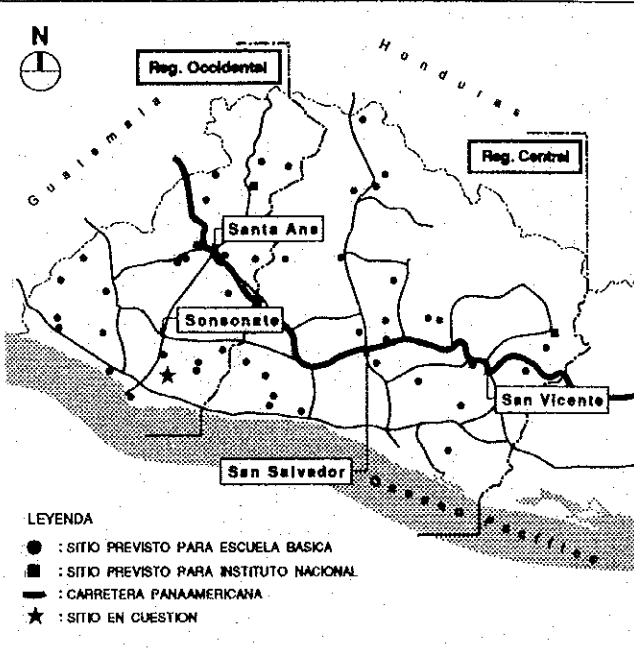 N
Reg. Occidental
Honduras
Reg. Central
Guatemala
Santa Ana
Sonsonate
San Vicente
San Salvador
Oceano Pacifico
LEYENDA
: SITIO PREVISTO PARA ESCUELA BASICA
: SITIO PREVISTO PARA INSTITUTO NACIONAL
: CARRETERA PANAAMERICANA
: SITIO EN CUESTION